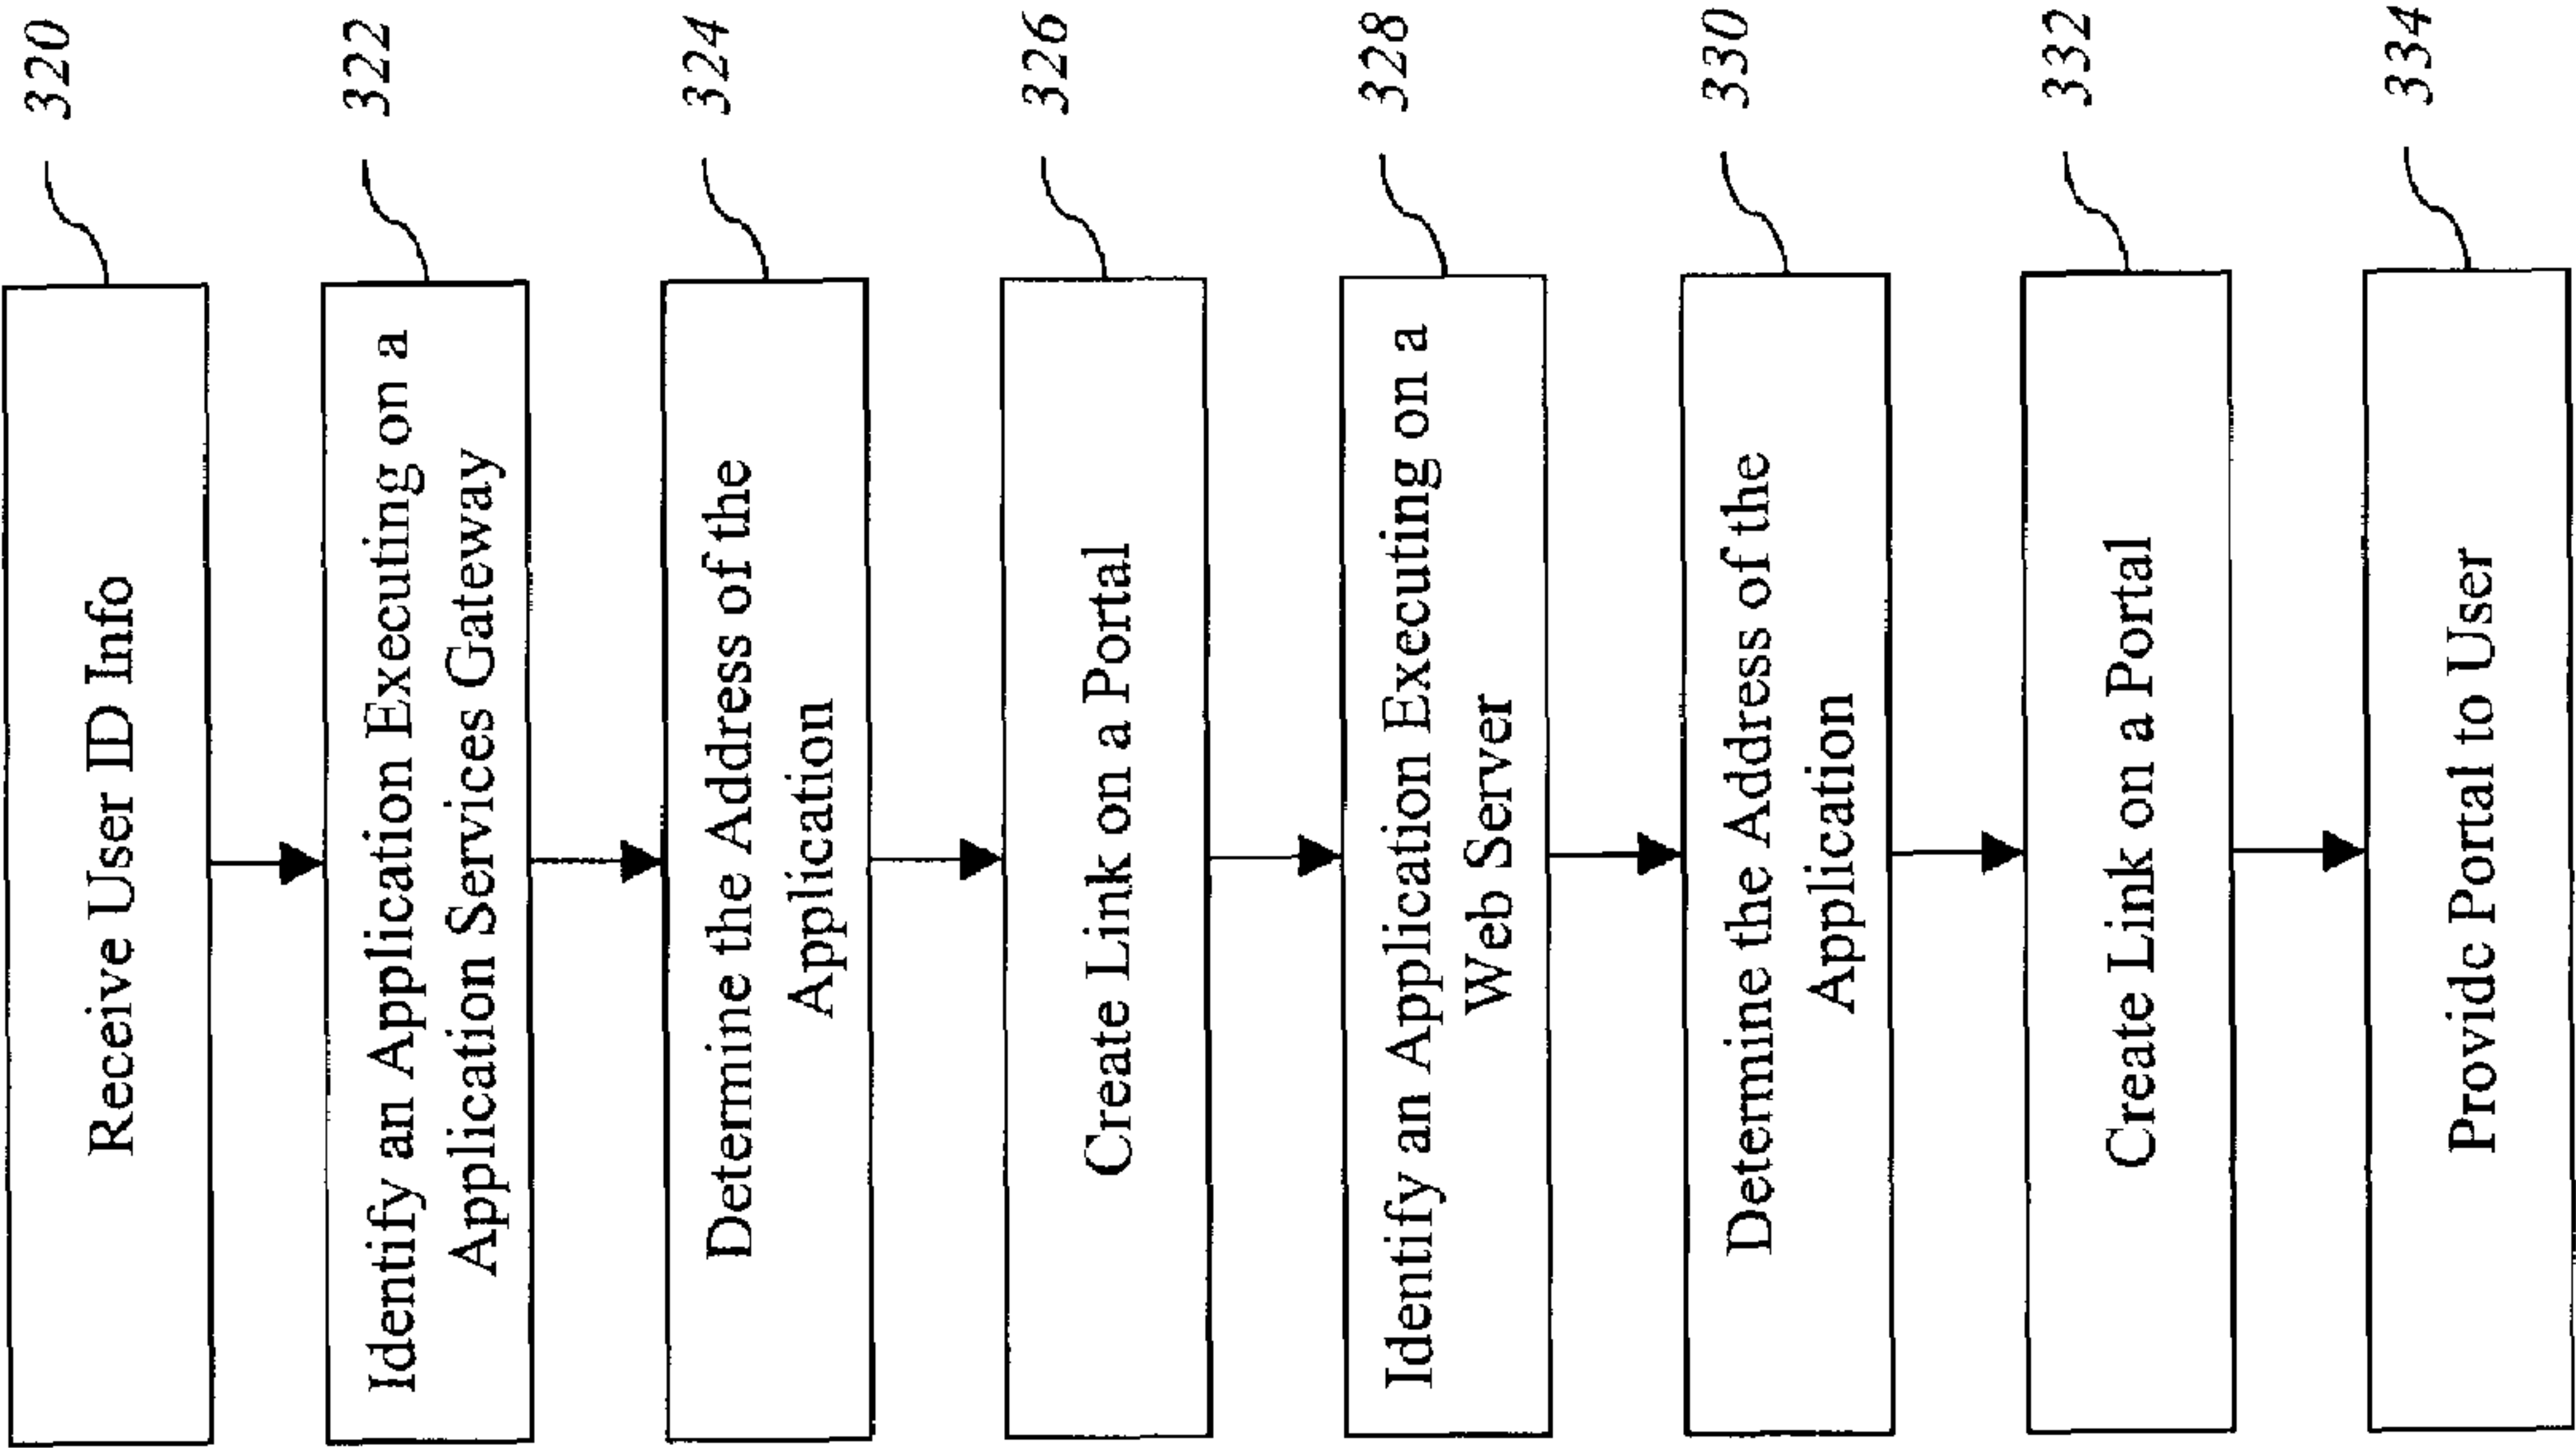 Receive User ID Info
320
Identify an Application Executing on a
Application Services Gateway
322
Determine the Address of the
Application
324
Create Link on a Portal
326
Identify an Application Executing on a
Web Server
328
Determine the Address of the
Application
330
Create Link on a Portal
332
Provide Portal to User
334